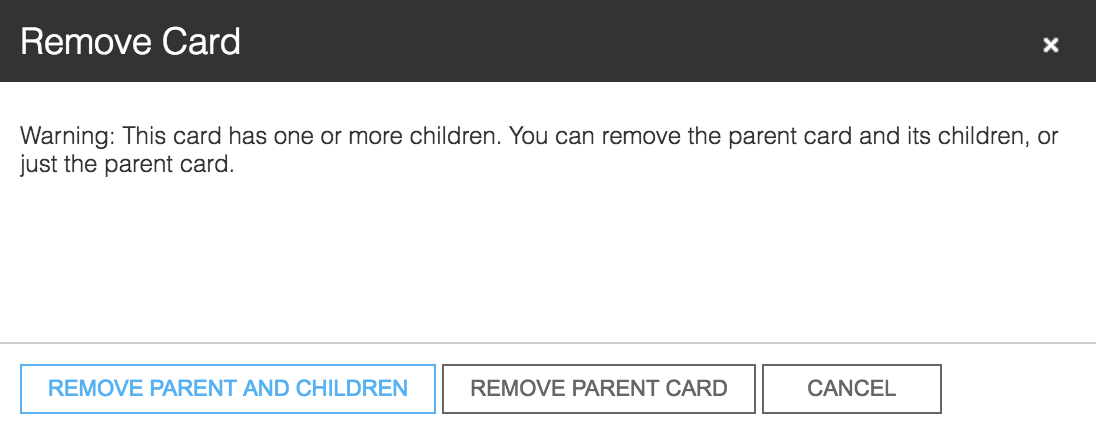 Remove Card
Warning: This card has one or more children. You can remove the parent card and its children, or
just the parent card.
REMOVE PARENT AND CHILDREN
REMOVE PARENT CARD
CANCEL